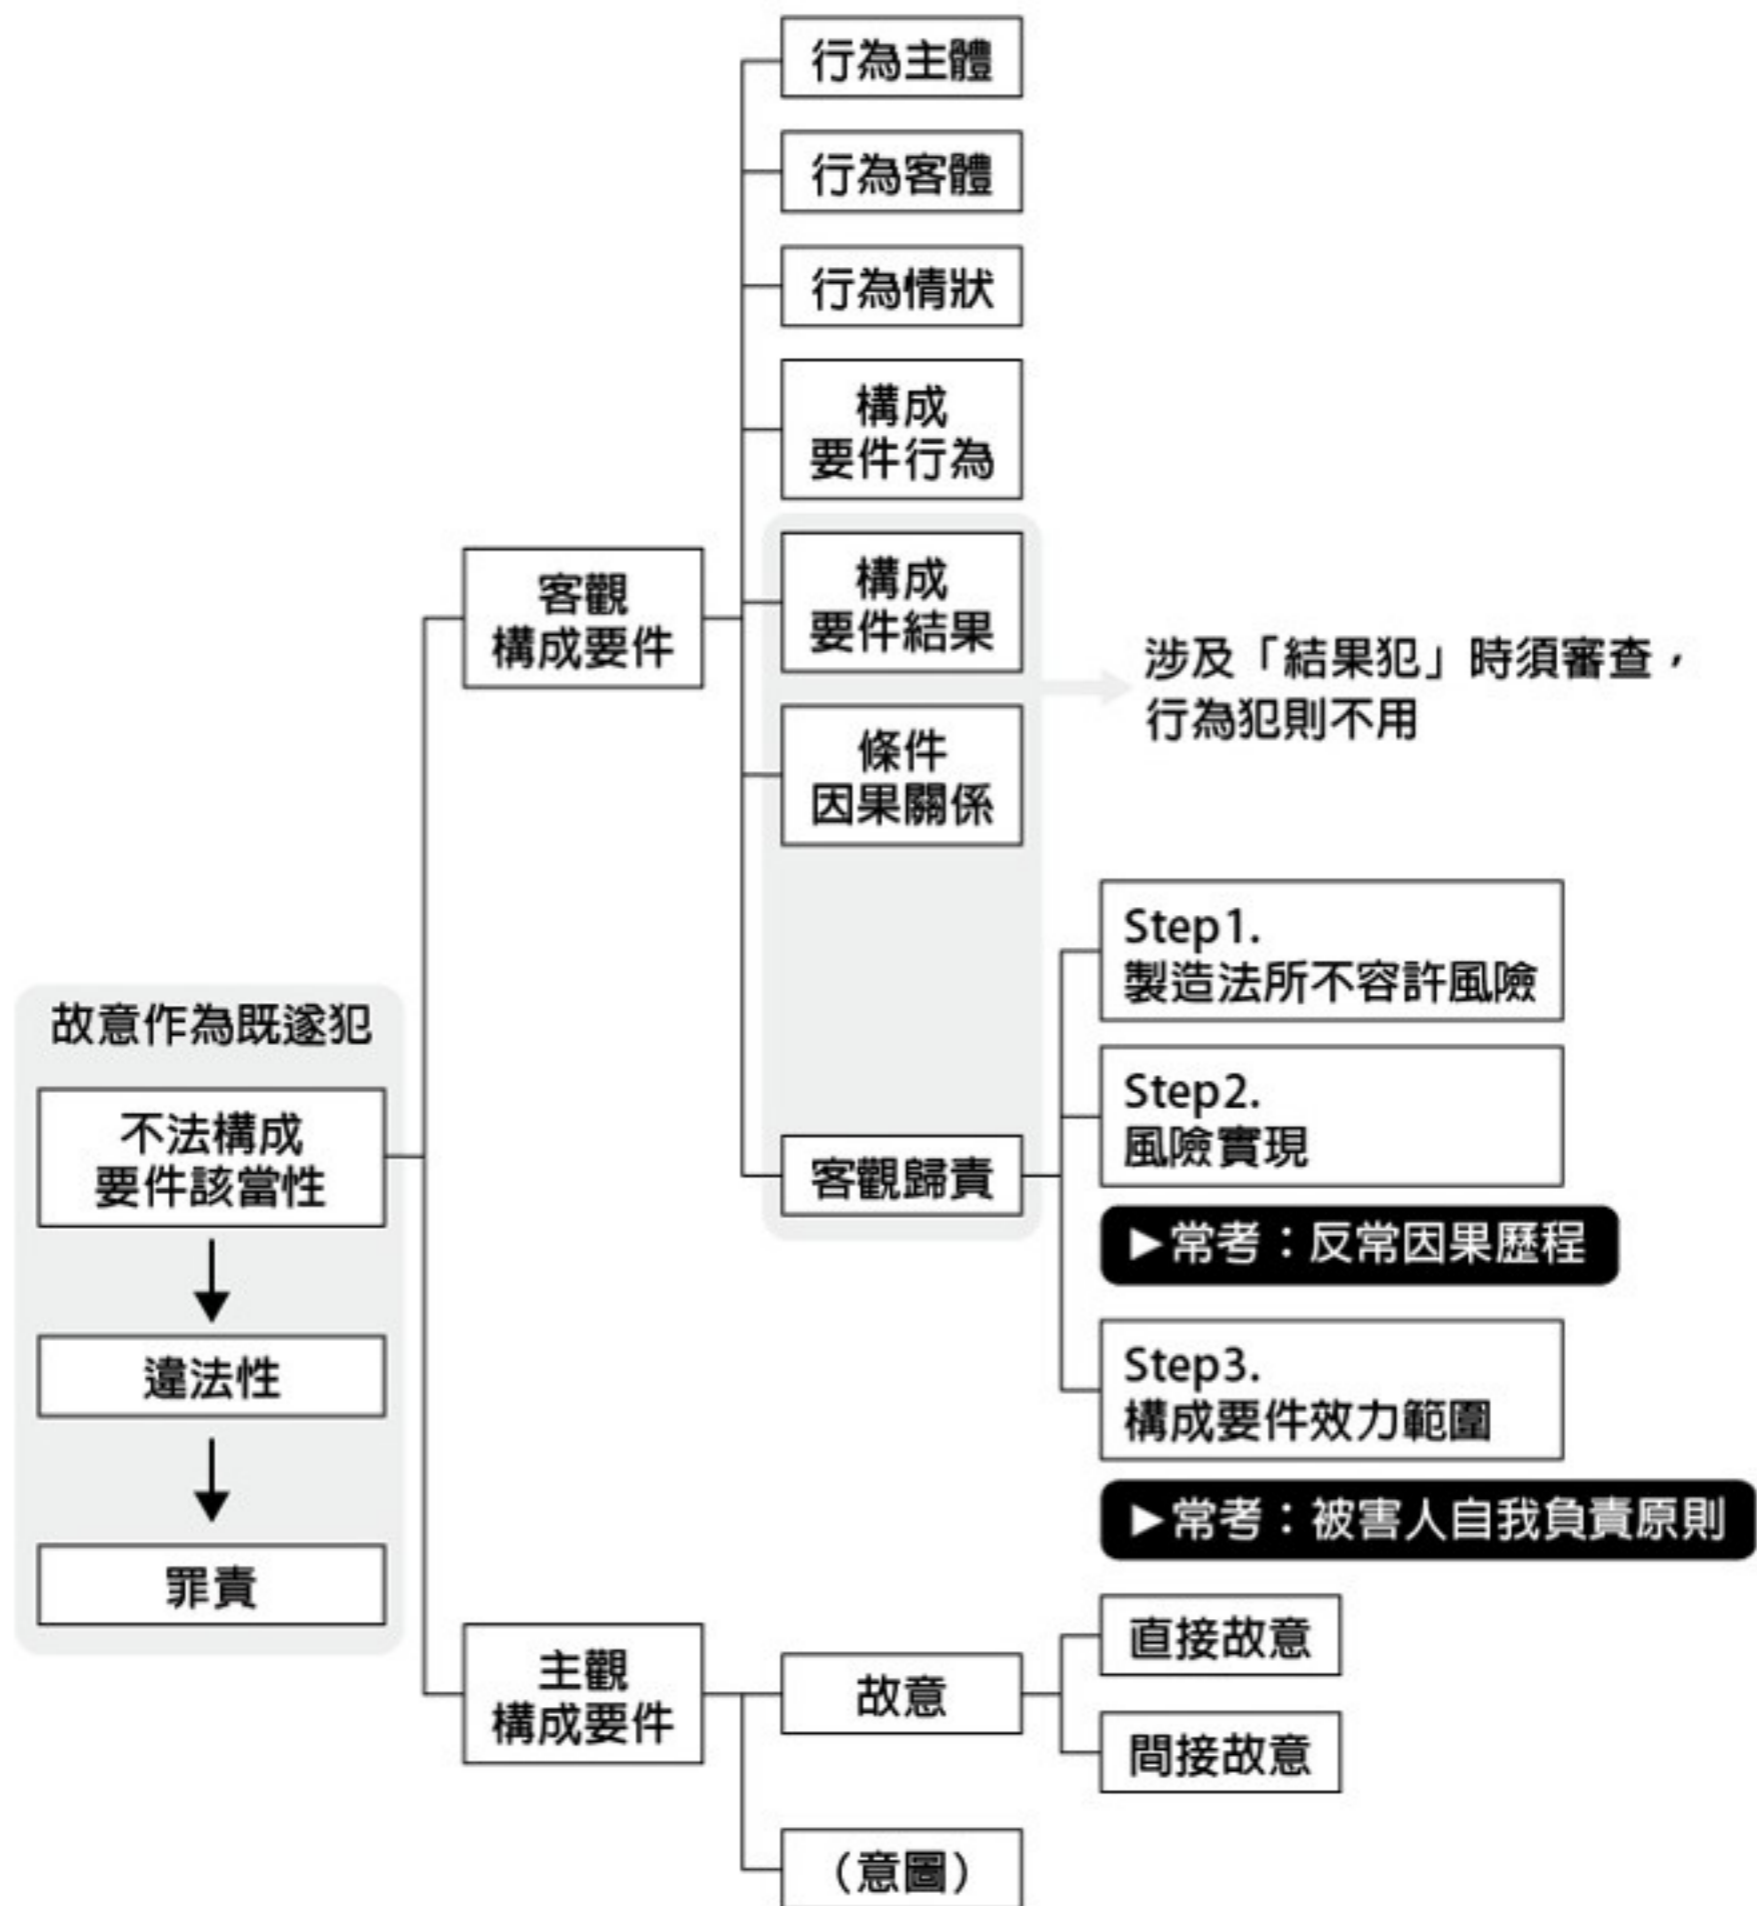 故意作為既遂犯
不法構成
要件該當性
違法性
罪責
客觀
構成要件
行為主體
行為客體
行為情狀
構成
要件行為
構成
要件結果
條件
因果關係
客觀歸責
涉及「結果犯」時須審查，
行為犯則不用
Step1.
製造法所不容許風險
Step2.
風險實現
▶常考：反常因果歷程
Step3.
構成要件效力範圍
▶常考：被害人自我負責原則
主觀
構成要件
故意
直接故意
間接故意
（意圖）